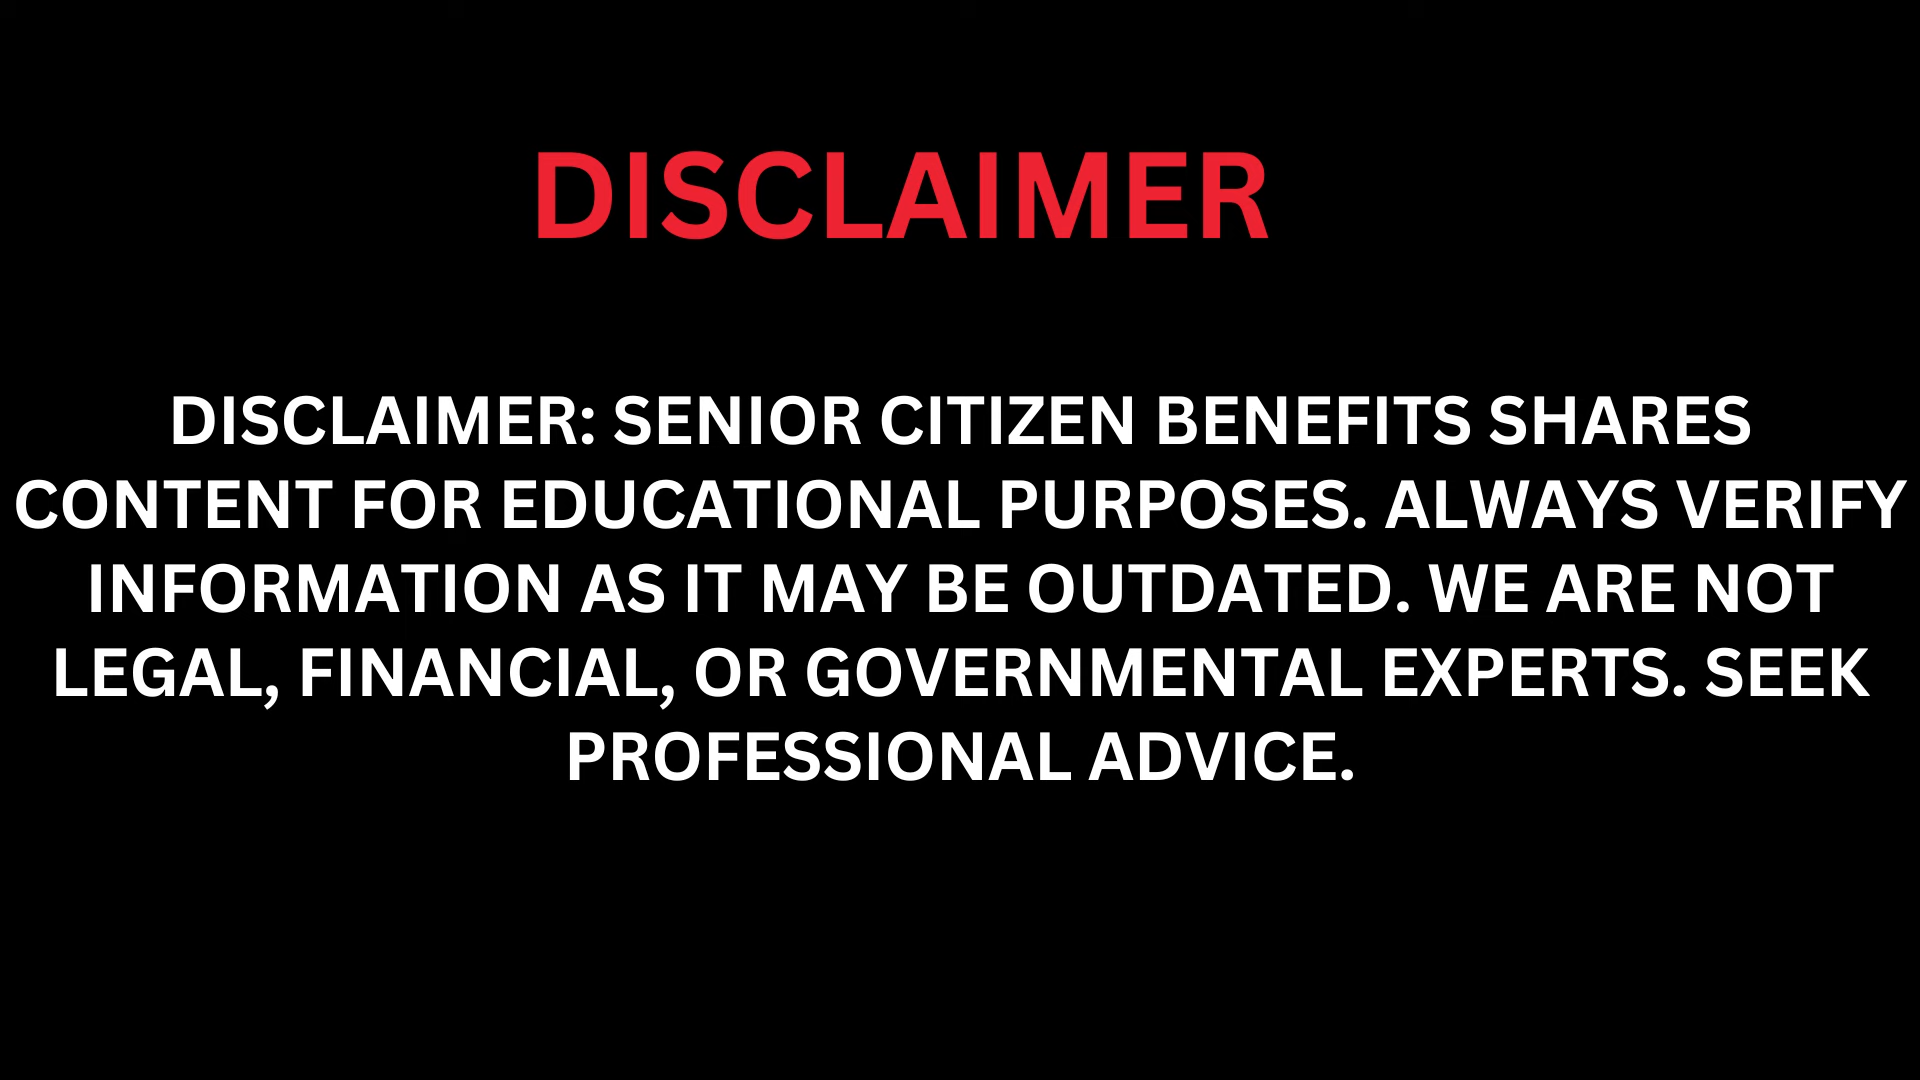 DISCLAIMER
DISCLAIMER: SENIOR CITIZEN BENEFITS SHARES
CONTENT FOR EDUCATIONAL PURPOSES. ALWAYS VERIFY
INFORMATION AS IT MAY BE OUTDATED. WE ARE NOT
LEGAL, FINANCIAL, OR GOVERNMENTAL EXPERTS. SEEK
PROFESSIONAL ADVICE.